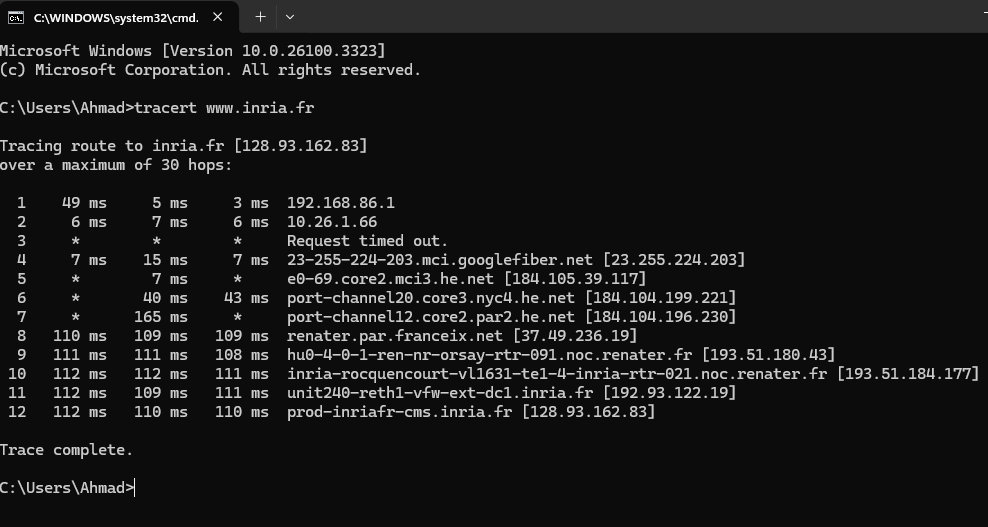 C:\WINDOWS\system32\cmd.
Microsoft Windows [Version 10.0.26100.3323]
(c) Microsoft Corporation. All rights reserved.
C:\Users\Ahmad>tracert www.inria.fr
Tracing route to inria.fr [128.93.162.83]
over a maximum of 30 hops:
1 49 ms 5 ms 3 ms 192.168.86.1
2 6 ms 7 ms 6 ms 10.26.1.66
3 * * * Request timed out.
4 7 ms 15 ms 7 ms 23-255-224-203.mci.googlefiber.net [23.255.224.203]
5 * 7 ms * e0-69.core2.mci3.he.net [184.105.39.117]
6 * 40 ms 43 ms port-channel20.core3.nyc4.he.net [184.104.199.221]
7 * 165 ms * port-channel12.core2.par2.he.net [184.104.196.230]
8 110 ms 109 ms 109 ms renater.par.franceix.net [37.49.236.19]
9 111 ms 111 ms 108 ms hu0-4-0-1-ren-nr-orsay-rtr-091.noc.renater.fr [193.51.180.43]
10 112 ms 112 ms 111 ms inria-rocquencourt-vl1631-te1-4-inria-rtr-021.noc.renater.fr [193.51.184.177]
11 112 ms 109 ms 111 ms unit240-reth1-vfw-ext-dc1.inria.fr [192.93.122.19]
12 112 ms 110 ms 110 ms prod-inriafr-cms.inria.fr [128.93.162.83]
Trace complete.
C:\Users\Ahmad>